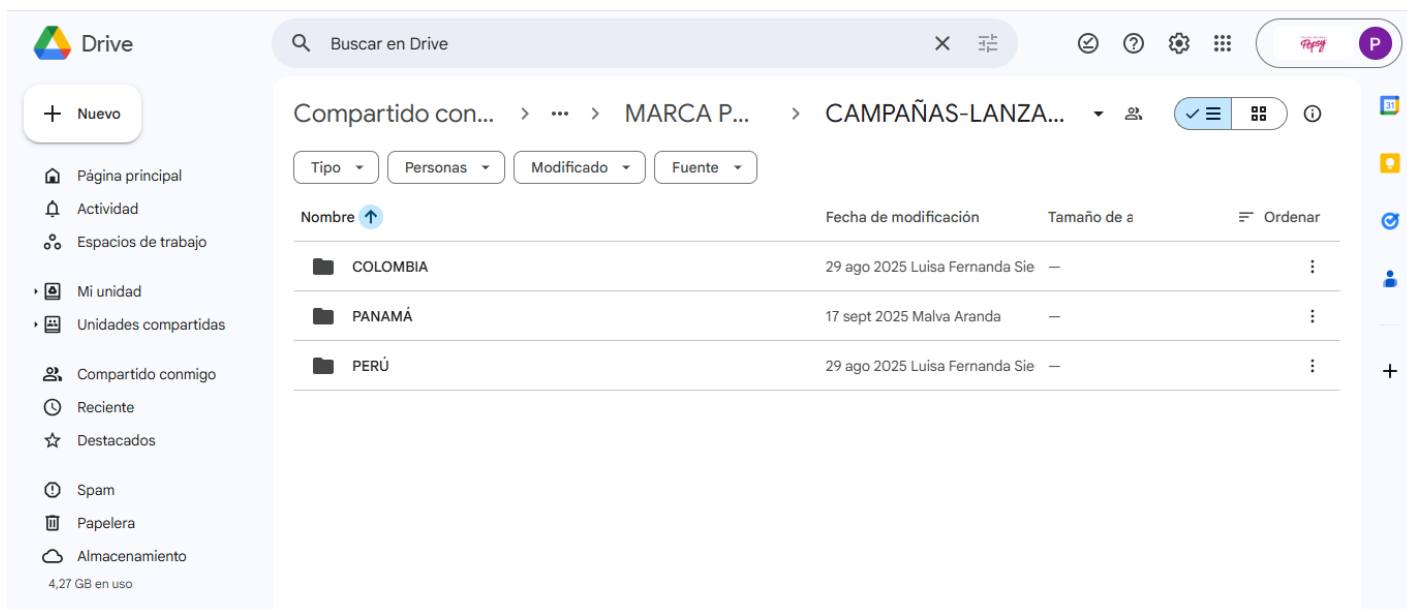 Drive
Buscar en Drive
Popsy
P
Nuevo
Compartido con... > ... > MARCA P... > CAMPAÑAS-LANZA...
31
Tipo Personas Modificado Fuente
Página principal
Actividad
Espacios de trabajo
Mi unidad
Unidades compartidas
Compartido conmigo
Reciente
Destacados
Spam
Papelera
Almacenamiento
4,27 GB en uso
Nombre Fecha de modificación Tamaño de a Ordenar
COLOMBIA 29 ago 2025 Luisa Fernanda Sie —
PANAMÁ 17 sept 2025 Malva Aranda —
PERÚ 29 ago 2025 Luisa Fernanda Sie —